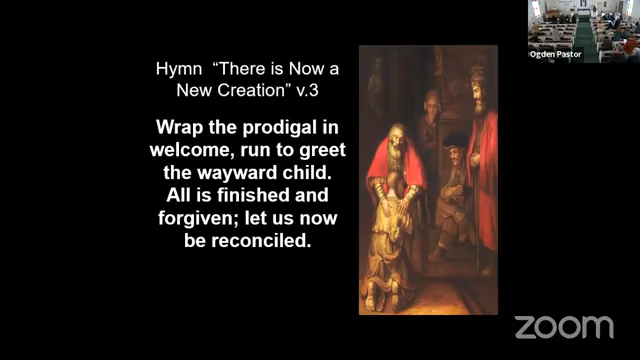 Ogden Pastor
Hymn “There is Now a
New Creation” v.3
Wrap the prodigal in
welcome, run to greet
the wayward child.
All is finished and
forgiven; let us now
be reconciled.
zoom